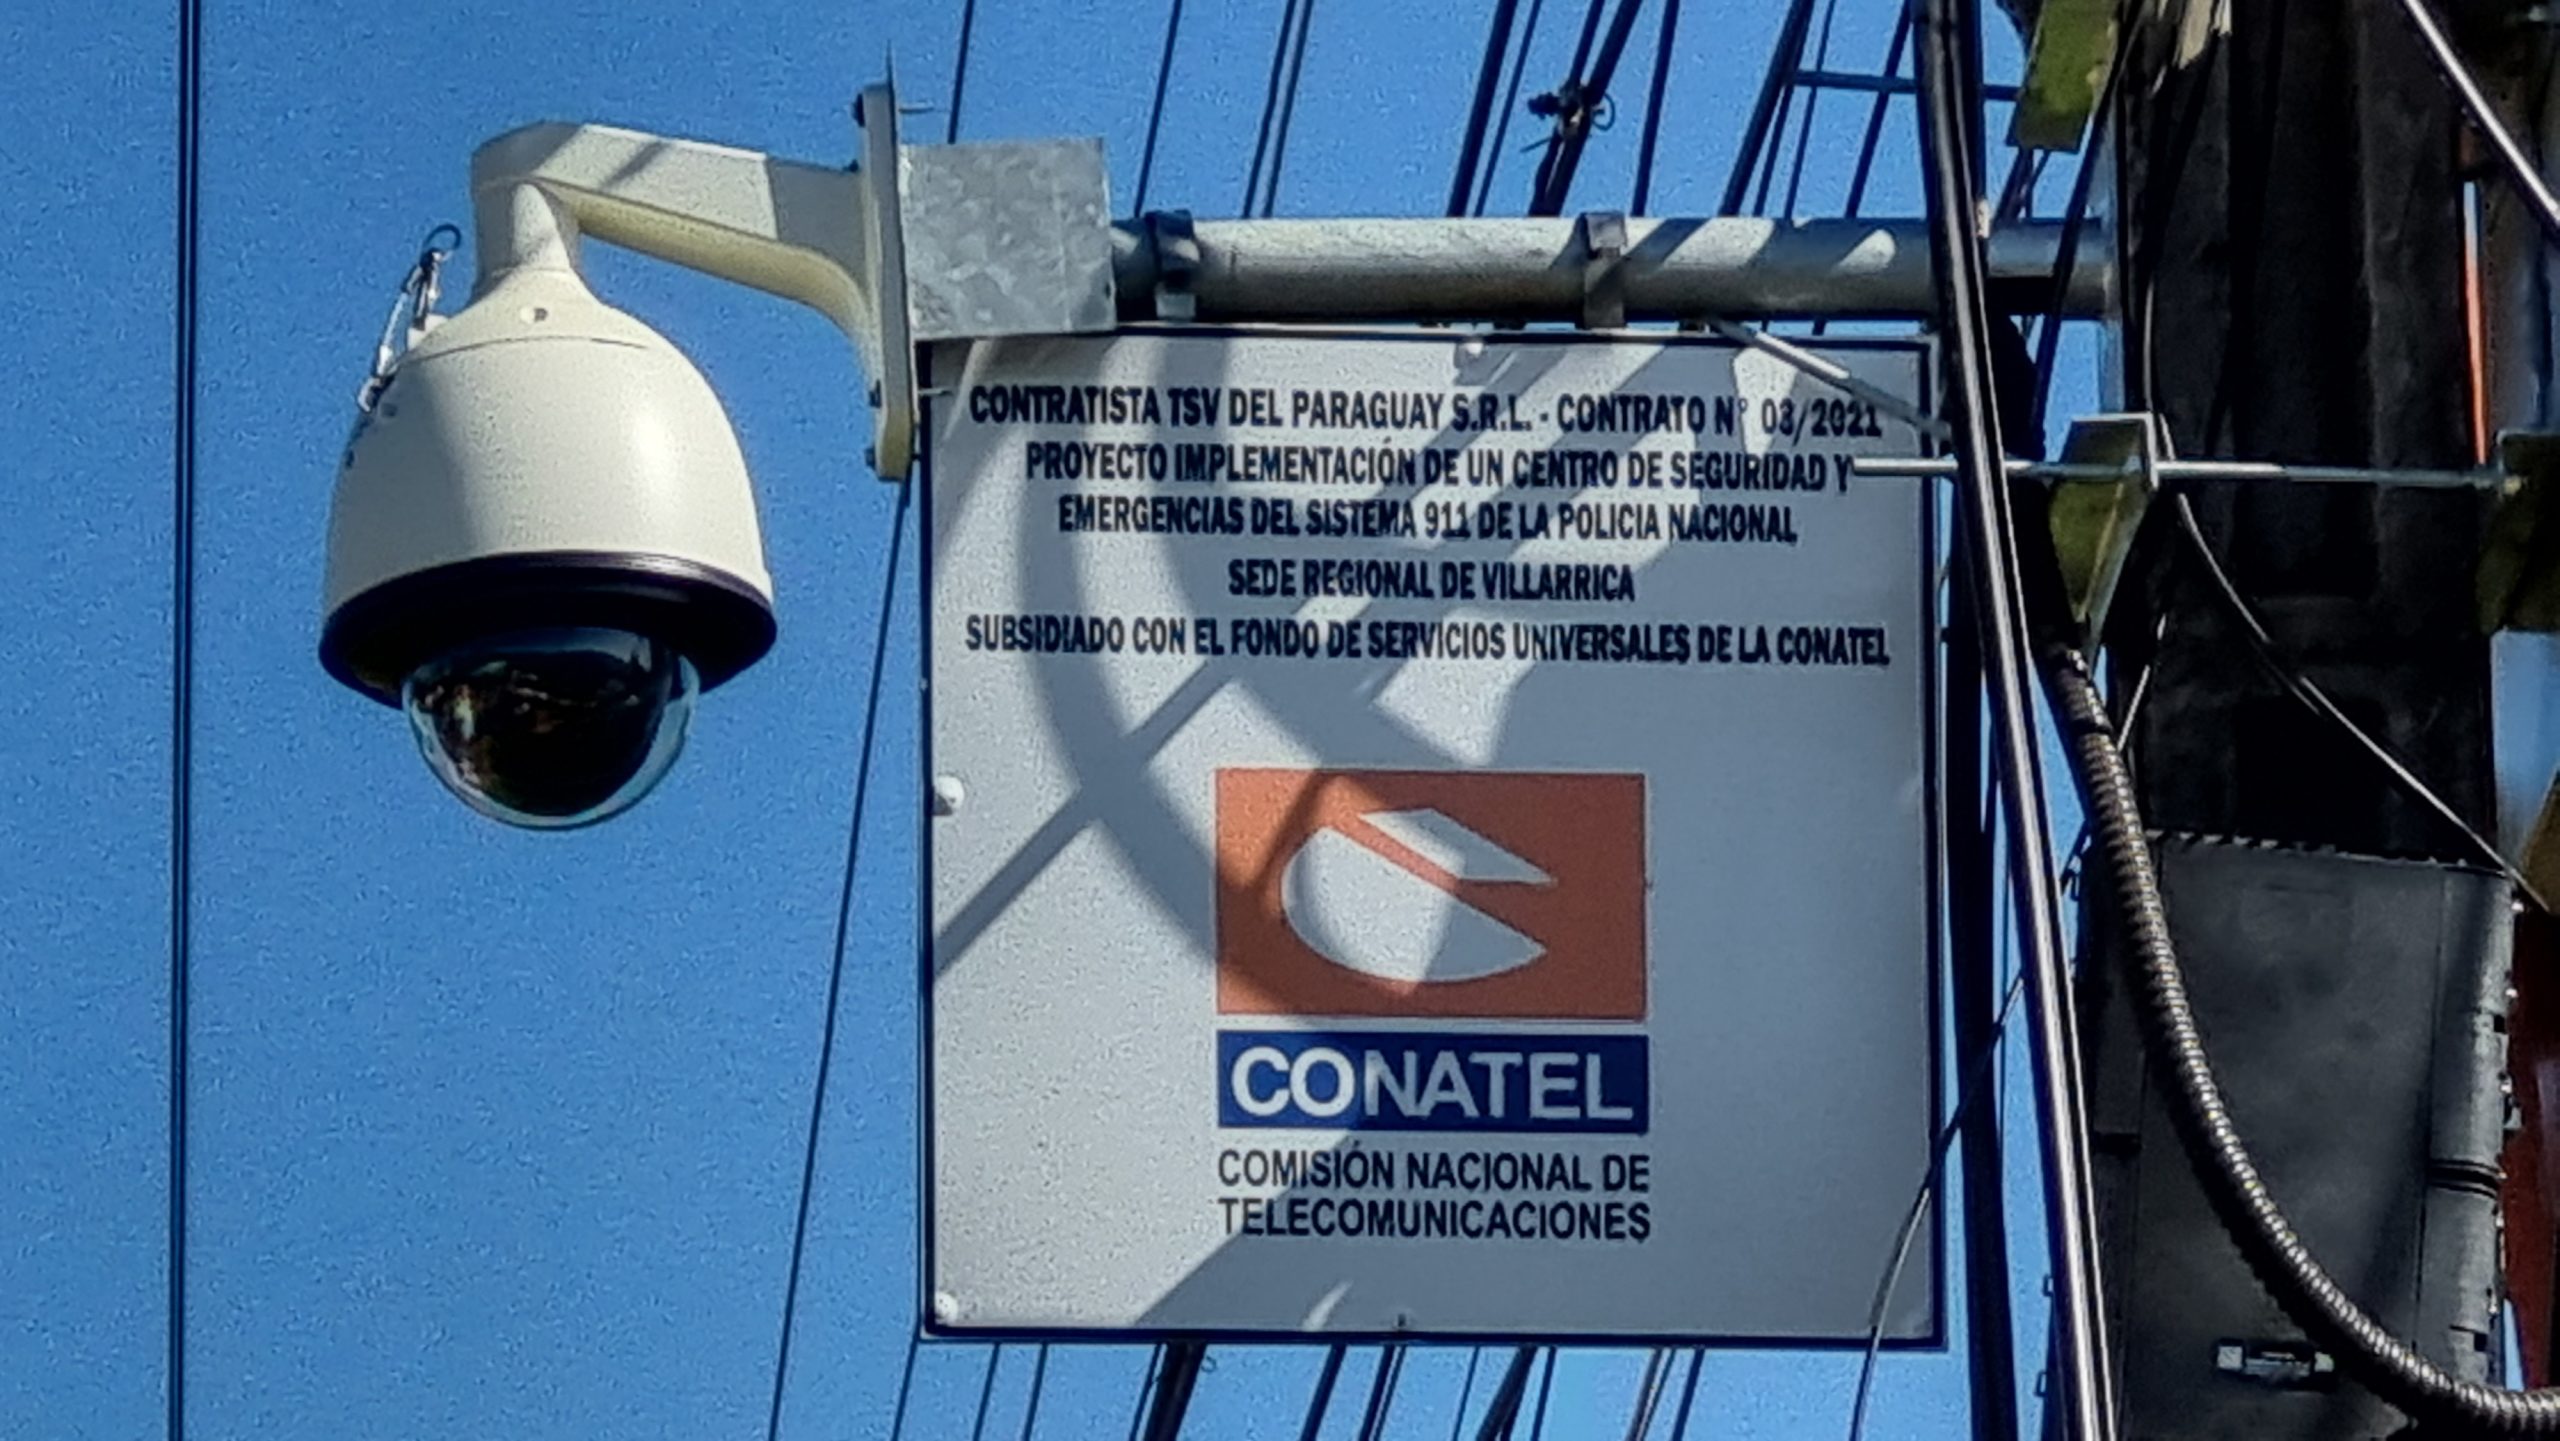 CONTRATISTA TSV DEL PARAGUAY S.R.L. - CONTRATO N° 03/2021
PROYECTO IMPLEMENTACIÓN DE UN CENTRO DE SEGURIDAD Y
EMERGENCIAS DEL SISTEMA 911 DE LA POLICIA NACIONAL
SEDE REGIONAL DE VILLARRICA
SUBSIDIADO CON EL FONDO DE SERVICIOS UNIVERSALES DE LA CONATEL
CONATEL
COMISIÓN NACIONAL DE
TELECOMUNICACIONES